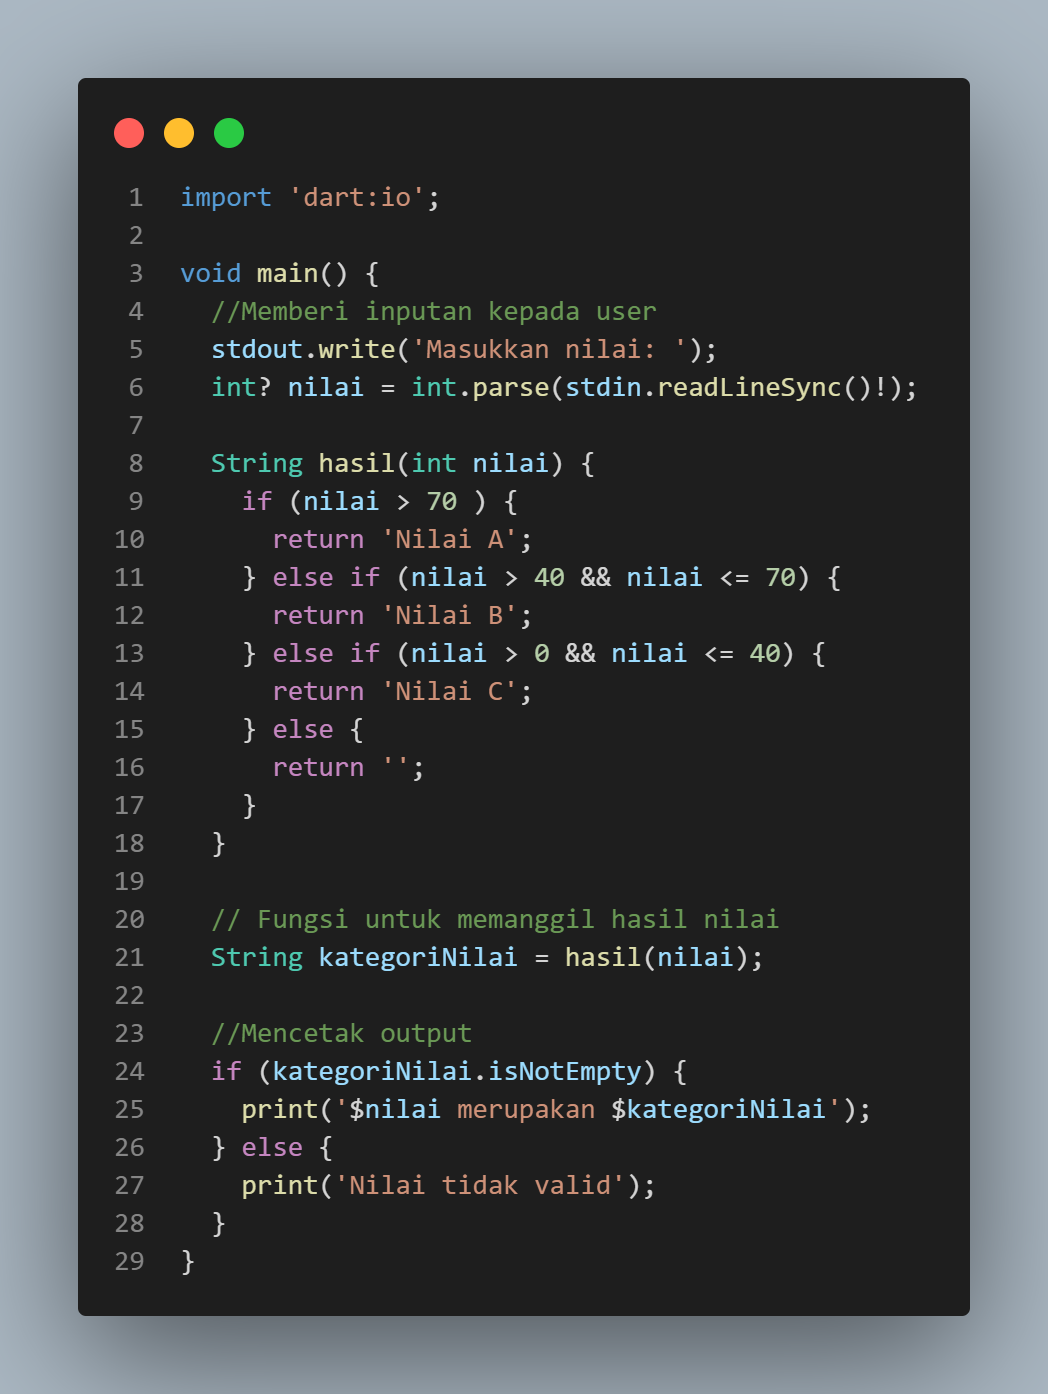 1 import 'dart:io';
2
3 void main() {
4 //Memberi inputan kepada user
5 stdout.write('Masukkan nilai: ');
6 int? nilai = int.parse(stdin.readLineSync()!);
7
8 String hasil(int nilai) {
9 if (nilai > 70 ) {
10 return 'Nilai A';
11 } else if (nilai > 40 && nilai <= 70) {
12 return 'Nilai B';
13 } else if (nilai > 0 && nilai <= 40) {
14 return 'Nilai C';
15 } else {
16 return '';
17 }
18 }
19
20 // Fungsi untuk memanggil hasil nilai
21 String kategoriNilai = hasil(nilai);
22
23 //Mencetak output
24 if (kategoriNilai.isNotEmpty) {
25 print('$nilai merupakan $kategoriNilai');
26 } else {
27 print('Nilai tidak valid');
28 }
29 }